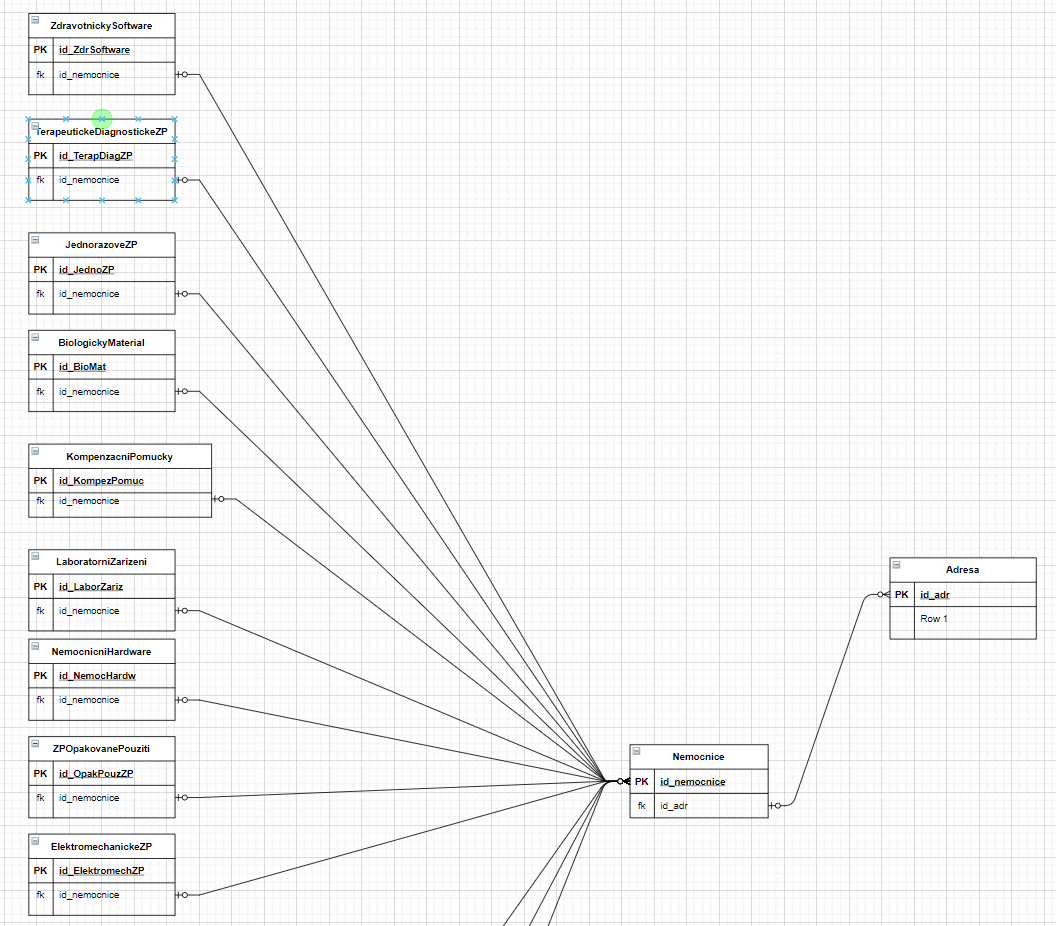 ZdravotnickySoftware
PK id_ZdrSoftware
fk id_nemocnice
TerapeutickeDiagnostickeZP
PK id_TerapDiagZP
fk id_nemocnice
JednorazoveZP
PK id_JednoZP
fk id_nemocnice
BiologickyMaterial
PK id_BioMat
fk id_nemocnice
KompenzacniPomucky
PK id_KompezPomuc
fk id_nemocnice
LaboratorniZarizeni
PK id_LaborZariz
fk id_nemocnice
NemocnicniHardware
PK id_NemocHardw
fk id_nemocnice
ZPOpakovanePouziti
PK id_OpakPouzZP
fk id_nemocnice
ElektromechanickeZP
PK id_ElektromechZP
fk id_nemocnice
Nemocnice
PK id_nemocnice
fk id_adr
Adresa
PK id_adr
Row 1